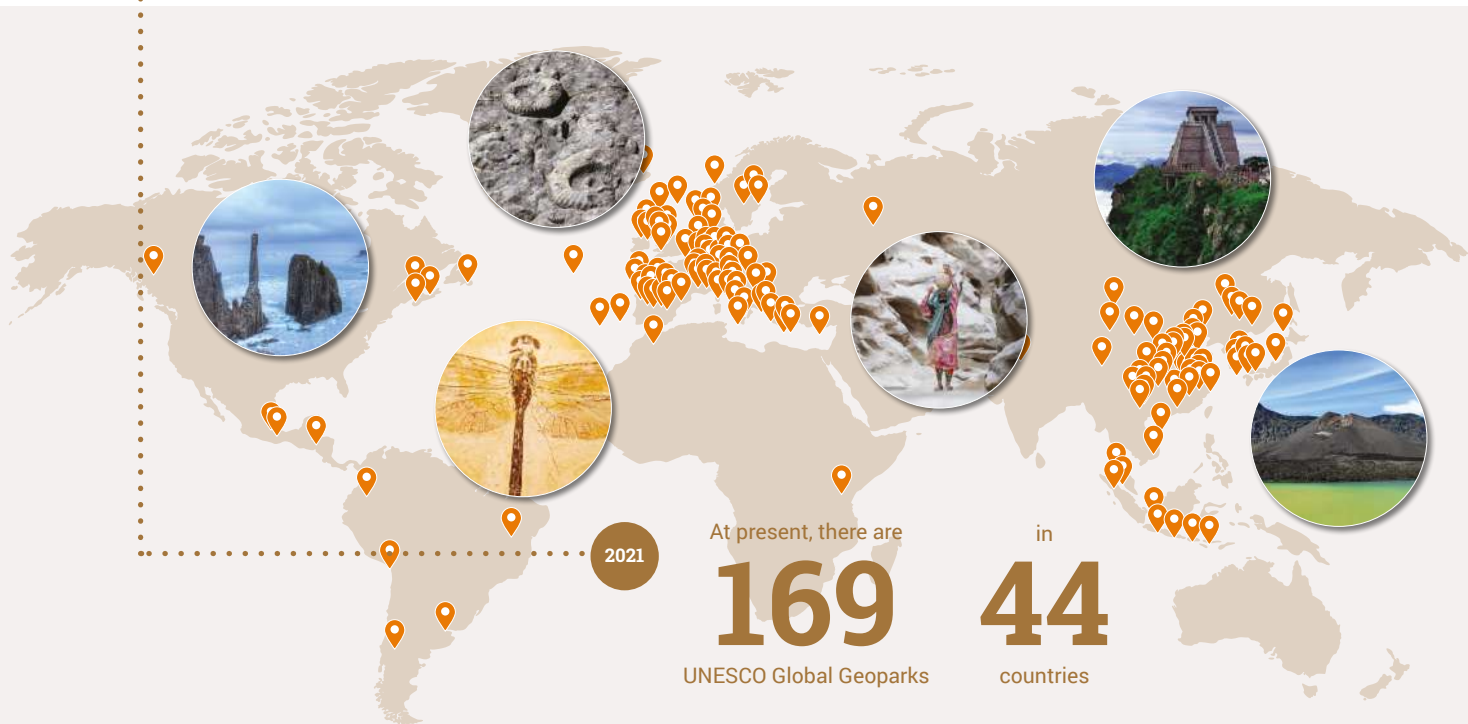 2021
At present, there are
169
UNESCO Global Geoparks
in
44
countries